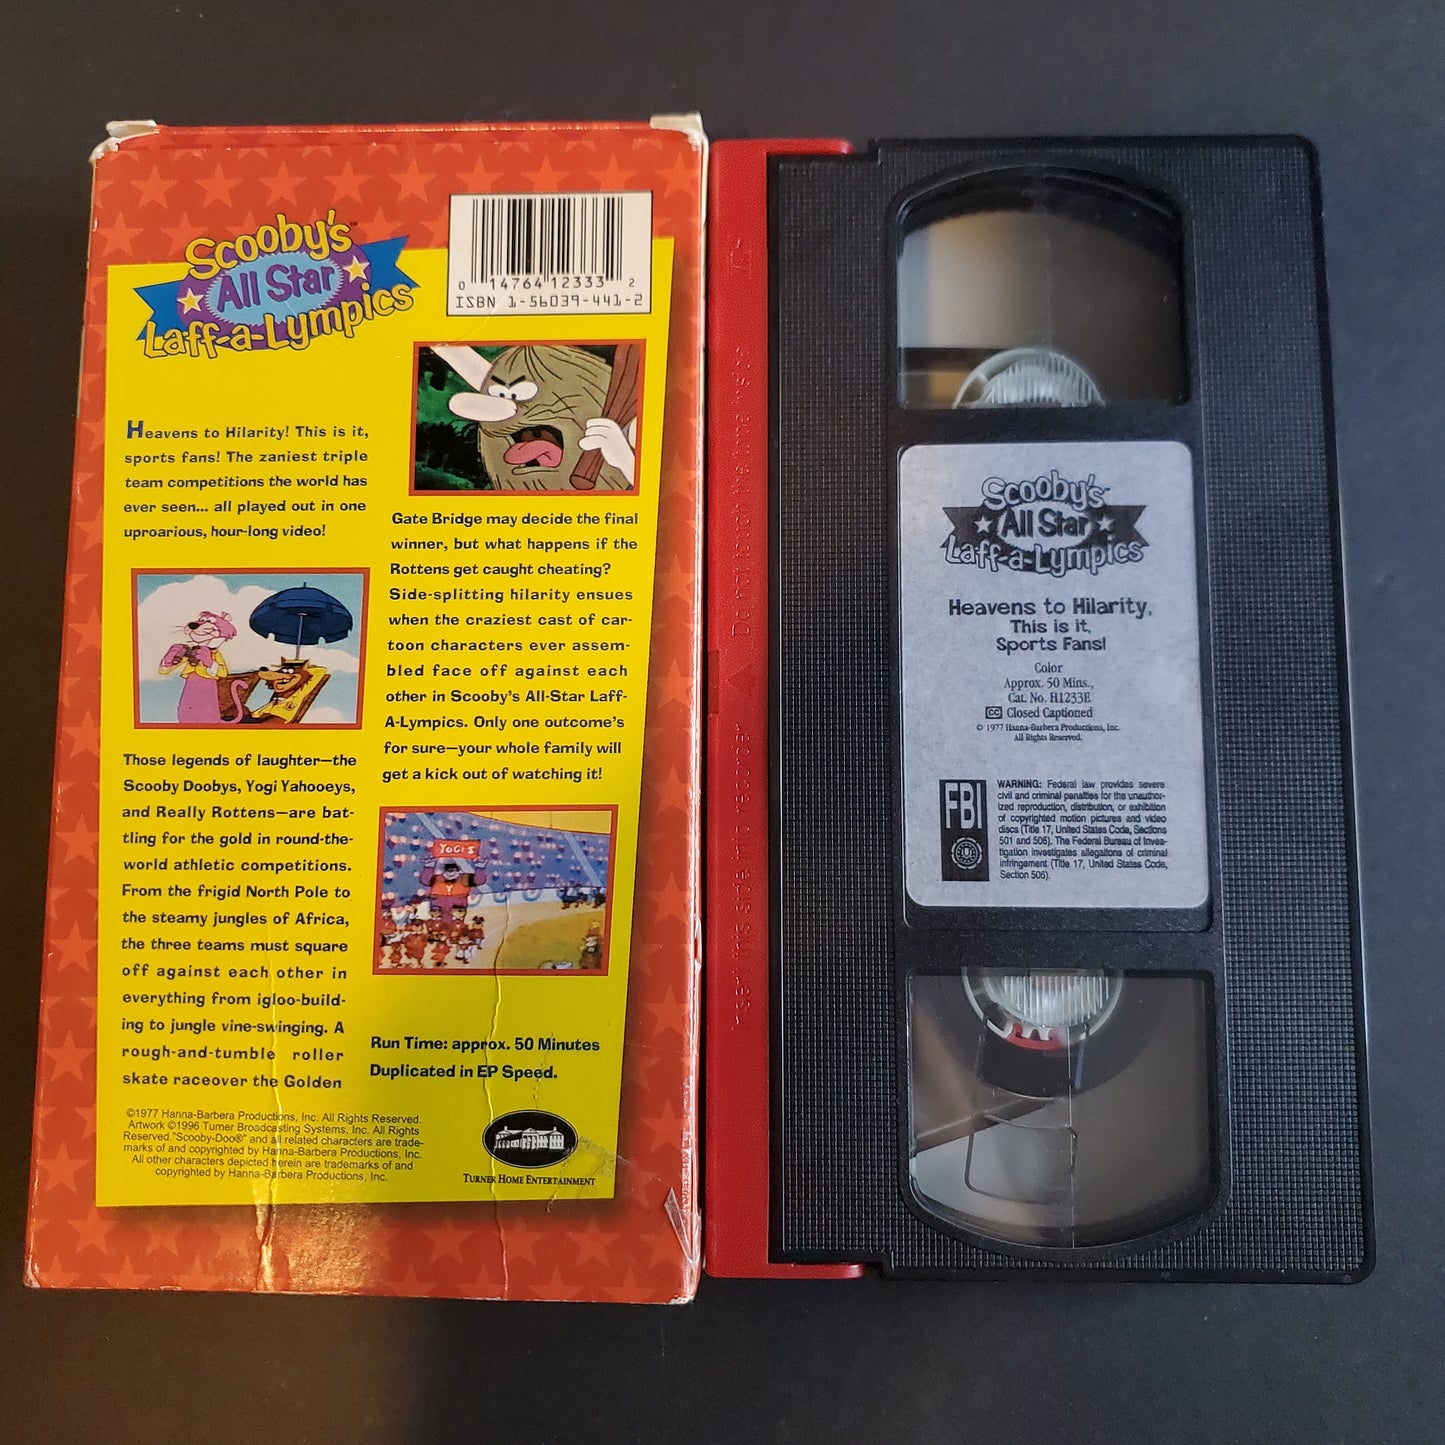 Scooby's
All Star
Laff-a-Lympics
0 14764 12333 2
ISBN 1-56039-441-2
Heavens to Hilarity! This is it,
sports fans! The zaniest triple
team competitions the world has
ever seen... all played out in one
uproarious, hour-long video!
Those legends of laughter—the
Scooby Doobys, Yogi Yahooeys,
and Really Rottens—are bat-
tling for the gold in round-the-
world athletic competitions.
From the frigid North Pole to
the steamy jungles of Africa,
the three teams must square
off against each other in
everything from igloo-build-
ing to jungle vine-swinging. A
rough-and-tumble roller
skate raceover the Golden
Gate Bridge may decide the final
winner, but what happens if the
Rottens get caught cheating?
Side-splitting hilarity ensues
when the craziest cast of car-
toon characters ever assem-
bled face off against each
other in Scooby's All-Star Laff-
A-Lympics. Only one outcome's
for sure—your whole family will
get a kick out of watching it!
YOGI'S
Run Time: approx. 50 Minutes
Duplicated in EP Speed.
©1977 Hanna-Barbera Productions, Inc. All Rights Reserved.
Artwork ©1996 Turner Broadcasting Systems, Inc. All Rights
Reserved."Scooby-Doo®" and all related characters are trade-
marks of and copyrighted by Hanna-Barbera Productions, Inc.
All other characters depicted herein are trademarks of and
copyrighted by Hanna-Barbera Productions, Inc.
Turner Home Entertainment
Insert this side into recorder ▲ Do not touch the tape inside
Scooby's
All Star
Laff-a-Lympics
Heavens to Hilarity,
This is it,
Sports Fans!
Color
Approx. 50 Mins.,
Cat. No. H1233E
CC Closed Captioned
© 1977 Hanna-Barbera Productions, Inc.
All Rights Reserved.
FBI
WARNING: Federal law provides severe
civil and criminal penalties for the unauthor-
ized reproduction, distribution, or exhibition
of copyrighted motion pictures and video
discs (Title 17, United States Code, Sections
501 and 506). The Federal Bureau of Inves-
tigation investigates allegations of criminal
infringement (Title 17, United States Code,
Section 506).